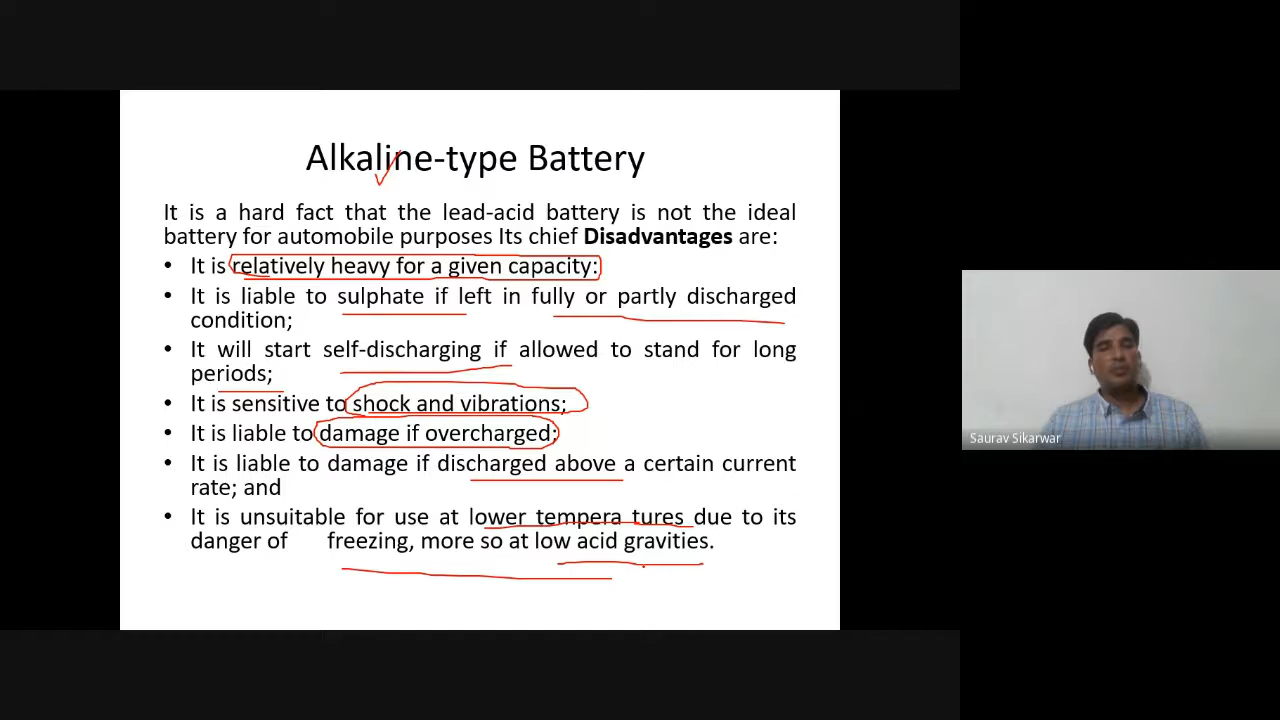 Alkaline-type Battery
It is a hard fact that the lead-acid battery is not the ideal
battery for automobile purposes Its chief Disadvantages are:
• It is relatively heavy for a given capacity:
• It is liable to sulphate if left in fully or partly discharged
condition;
• It will start self-discharging if allowed to stand for long
periods;
• It is sensitive to shock and vibrations;
• It is liable to damage if overcharged;
• It is liable to damage if discharged above a certain current
rate; and
• It is unsuitable for use at lower tempera tures due to its
danger of freezing, more so at low acid gravities.
Saurav Sikarwar